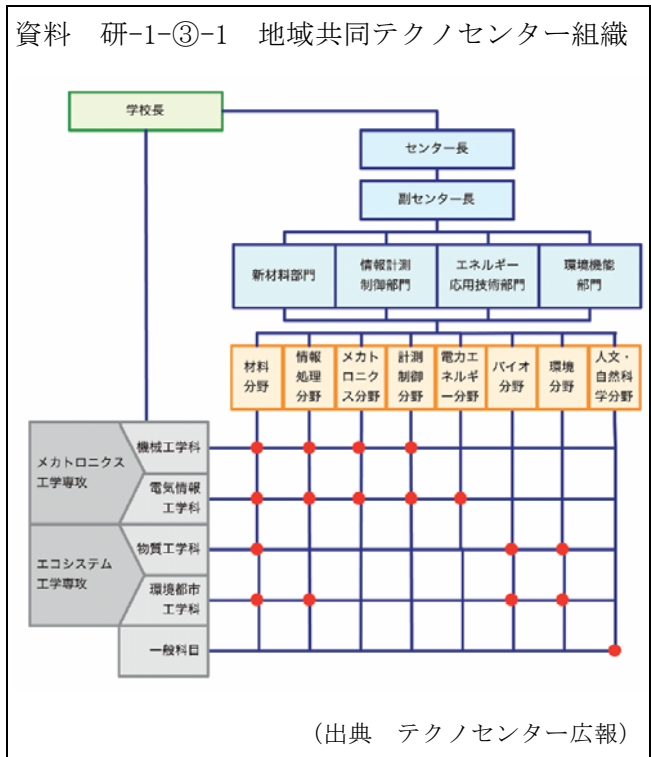 資料 研-1-③-1 地域共同テクノセンター組織
学校長
センター長
副センター長
新材料部門
情報計測
制御部門
エネルギー
応用技術部門
環境機能
部門
材料
分野
情報
処理
分野
メカト
ロニク
ス分野
計測
制御
分野
電力エ
ネルギ
ー分野
バイオ
分野
環境
分野
人文・
自然科
学分野
メカトロニクス
工学専攻
機械工学科
電気情報
工学科
エコシステム
工学専攻
物質工学科
環境都市
工学科
一般科目
(出典 テクノセンター広報)